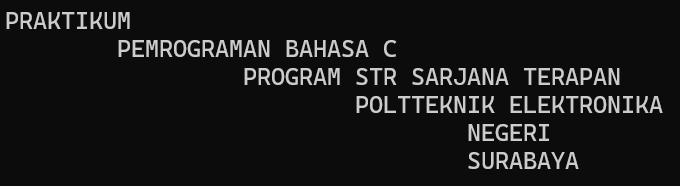 PRAKTIKUM
PEMROGRAMAN BAHASA C
PROGRAM STR SARJANA TERAPAN
POLTTEKNIK ELEKTRONIKA
NEGERI
SURABAYA